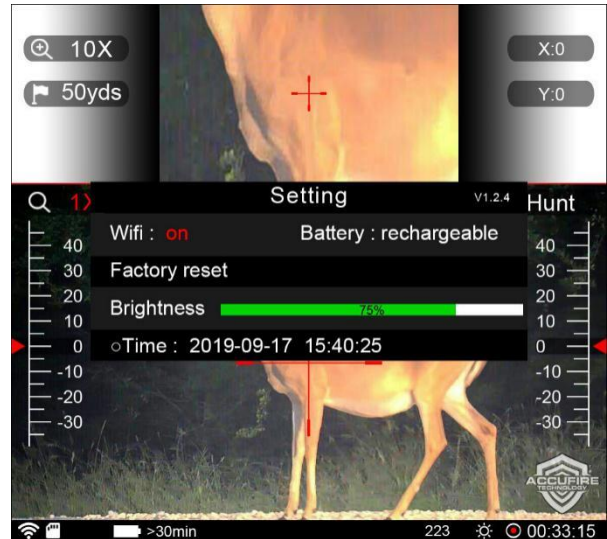 10X
X:0
50yds
Y:0
Setting
V1.2.4
1X
Hunt
Wifi : on
Battery : rechargeable
Factory reset
Brightness
75%
Time : 2019-09-17 15:40:25
40
30
20
10
0
-10
-20
-30
40
30
20
10
0
-10
-20
-30
ACCUFIRE
TECHNOLOGY
>30min
223
00:33:15